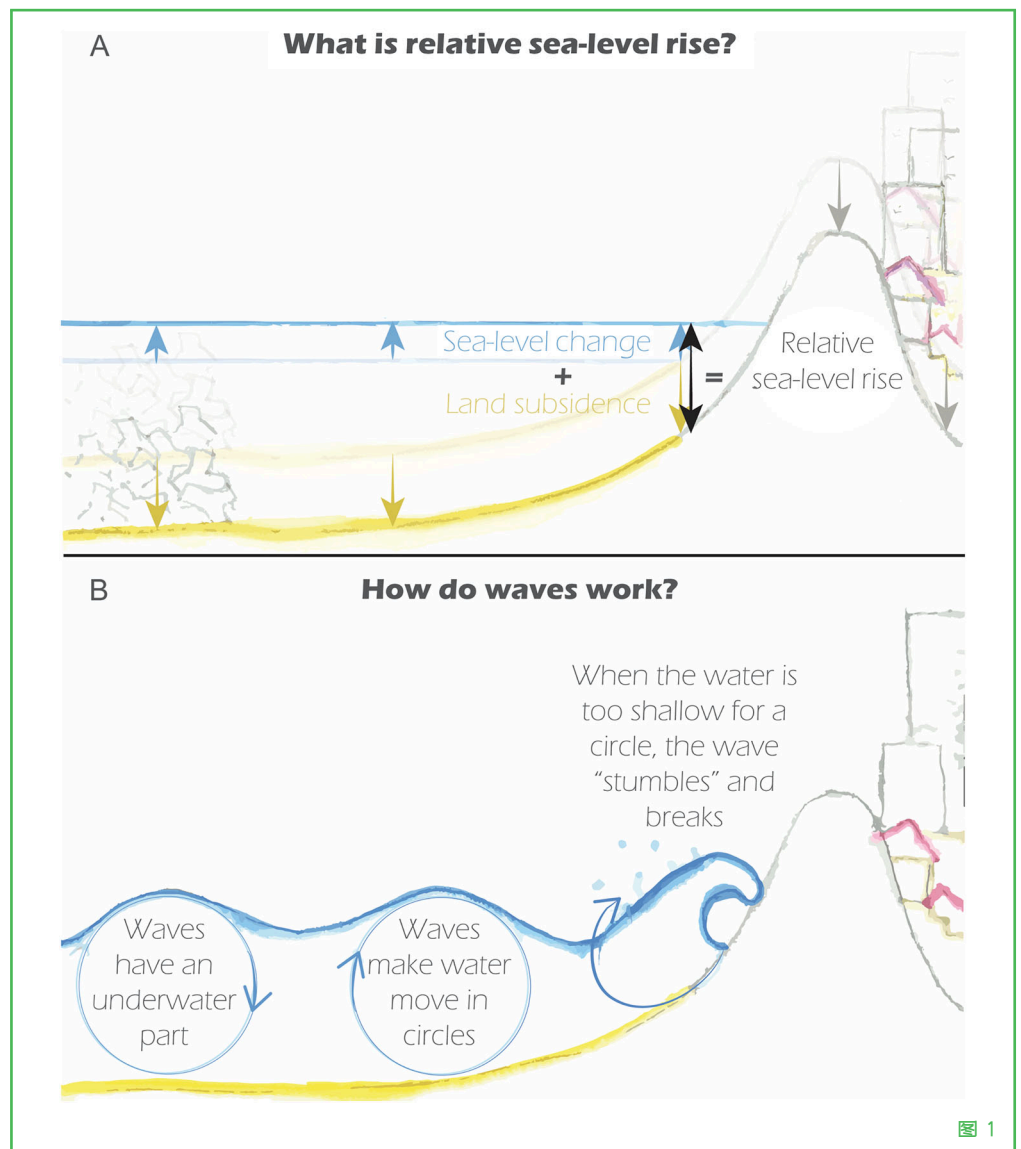 A
What is relative sea-level rise?
Sea-level change
+
Land subsidence
=
Relative
sea-level rise
B
How do waves work?
When the water is
too shallow for a
circle, the wave
“stumbles” and
breaks
Waves
have an
underwater
part
Waves
make water
move in
circles
图 1